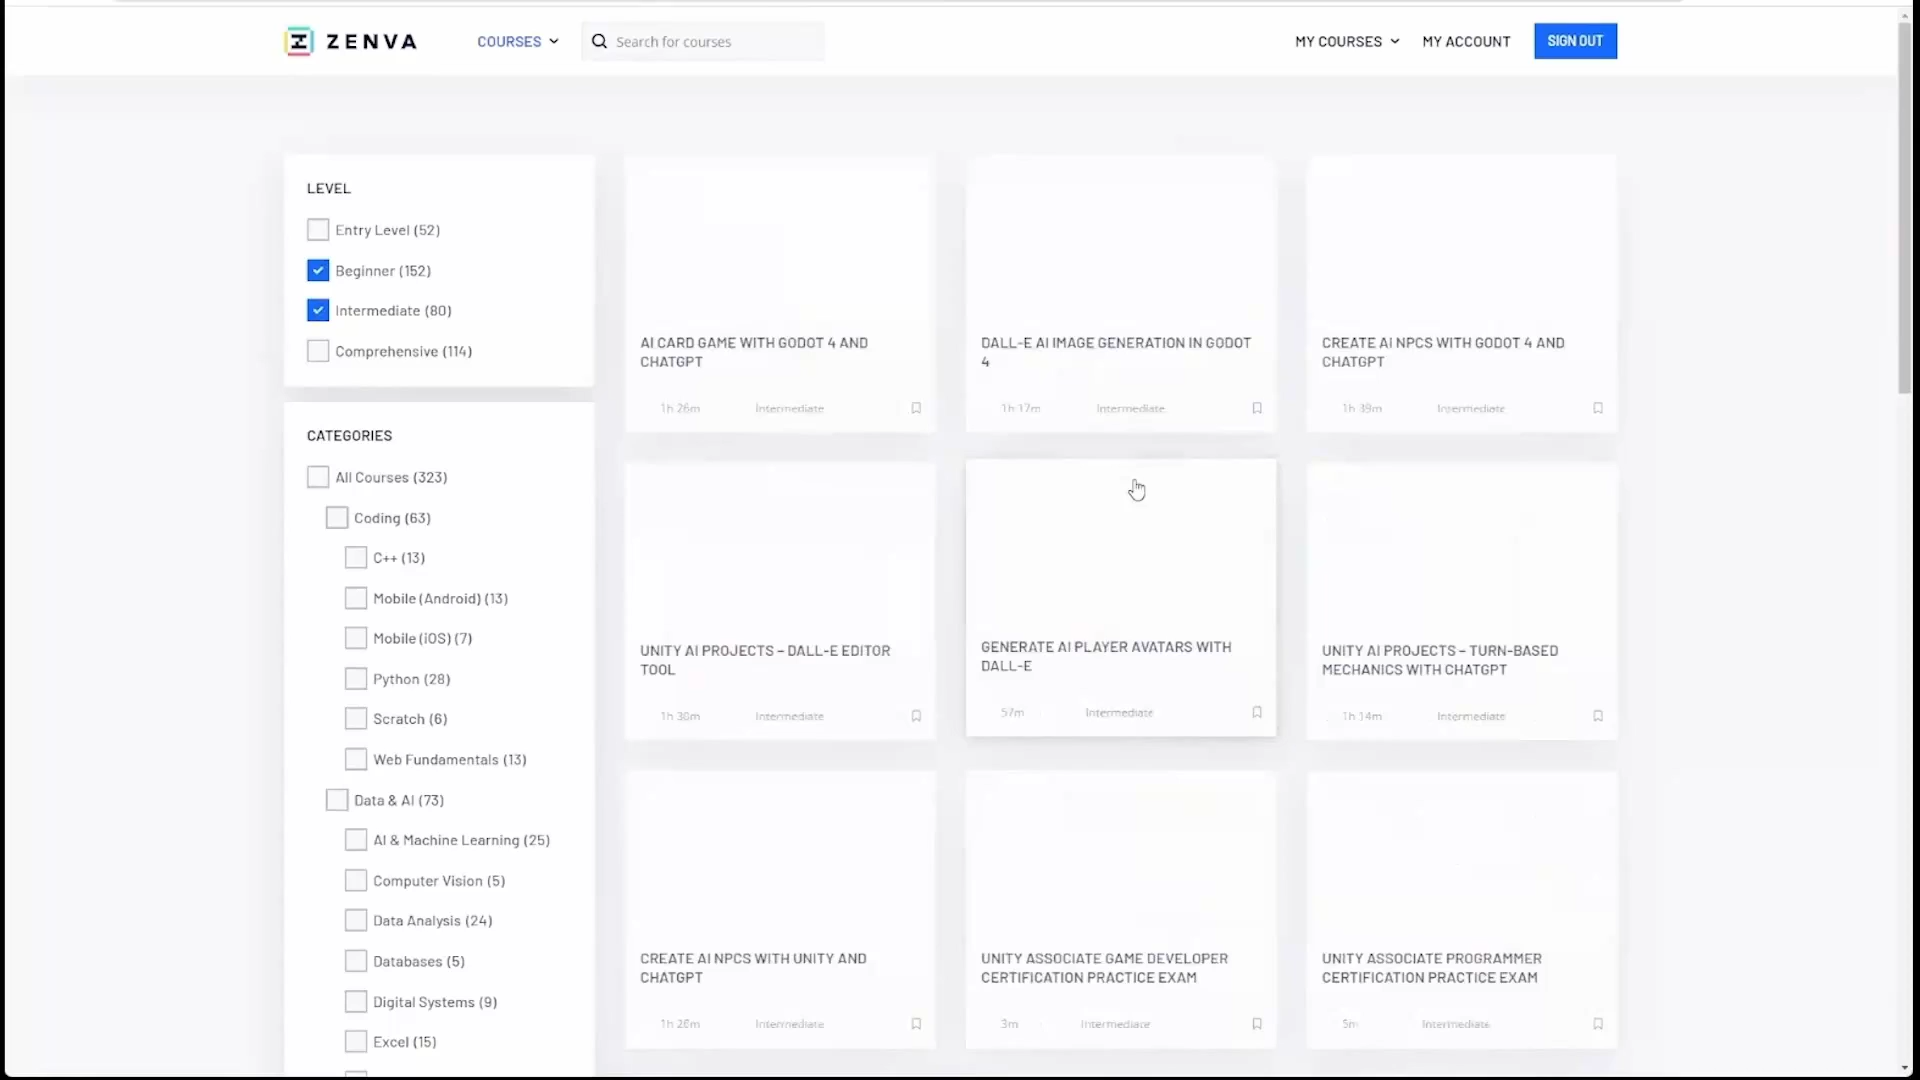 ZENVA
COURSES
Search for courses
MY COURSES
MY ACCOUNT
SIGN OUT
LEVEL
Entry Level (52)
Beginner (152)
Intermediate (80)
Comprehensive (114)
CATEGORIES
All Courses (323)
Coding (63)
C++ (13)
Mobile (Android) (13)
Mobile (iOS) (7)
Python (28)
Scratch (6)
Web Fundamentals (13)
Data & AI (73)
AI & Machine Learning (25)
Computer Vision (5)
Data Analysis (24)
Databases (5)
Digital Systems (9)
Excel (15)
AI CARD GAME WITH GODOT 4 AND
CHATGPT
1h 26m Intermediate
DALL-E AI IMAGE GENERATION IN GODOT
4
1h 17m Intermediate
CREATE AI NPCS WITH GODOT 4 AND
CHATGPT
1h 39m Intermediate
UNITY AI PROJECTS – DALL-E EDITOR
TOOL
1h 30m Intermediate
GENERATE AI PLAYER AVATARS WITH
DALL-E
57m Intermediate
UNITY AI PROJECTS – TURN-BASED
MECHANICS WITH CHATGPT
1h 14m Intermediate
CREATE AI NPCS WITH UNITY AND
CHATGPT
1h 26m Intermediate
UNITY ASSOCIATE GAME DEVELOPER
CERTIFICATION PRACTICE EXAM
3m Intermediate
UNITY ASSOCIATE PROGRAMMER
CERTIFICATION PRACTICE EXAM
5m Intermediate